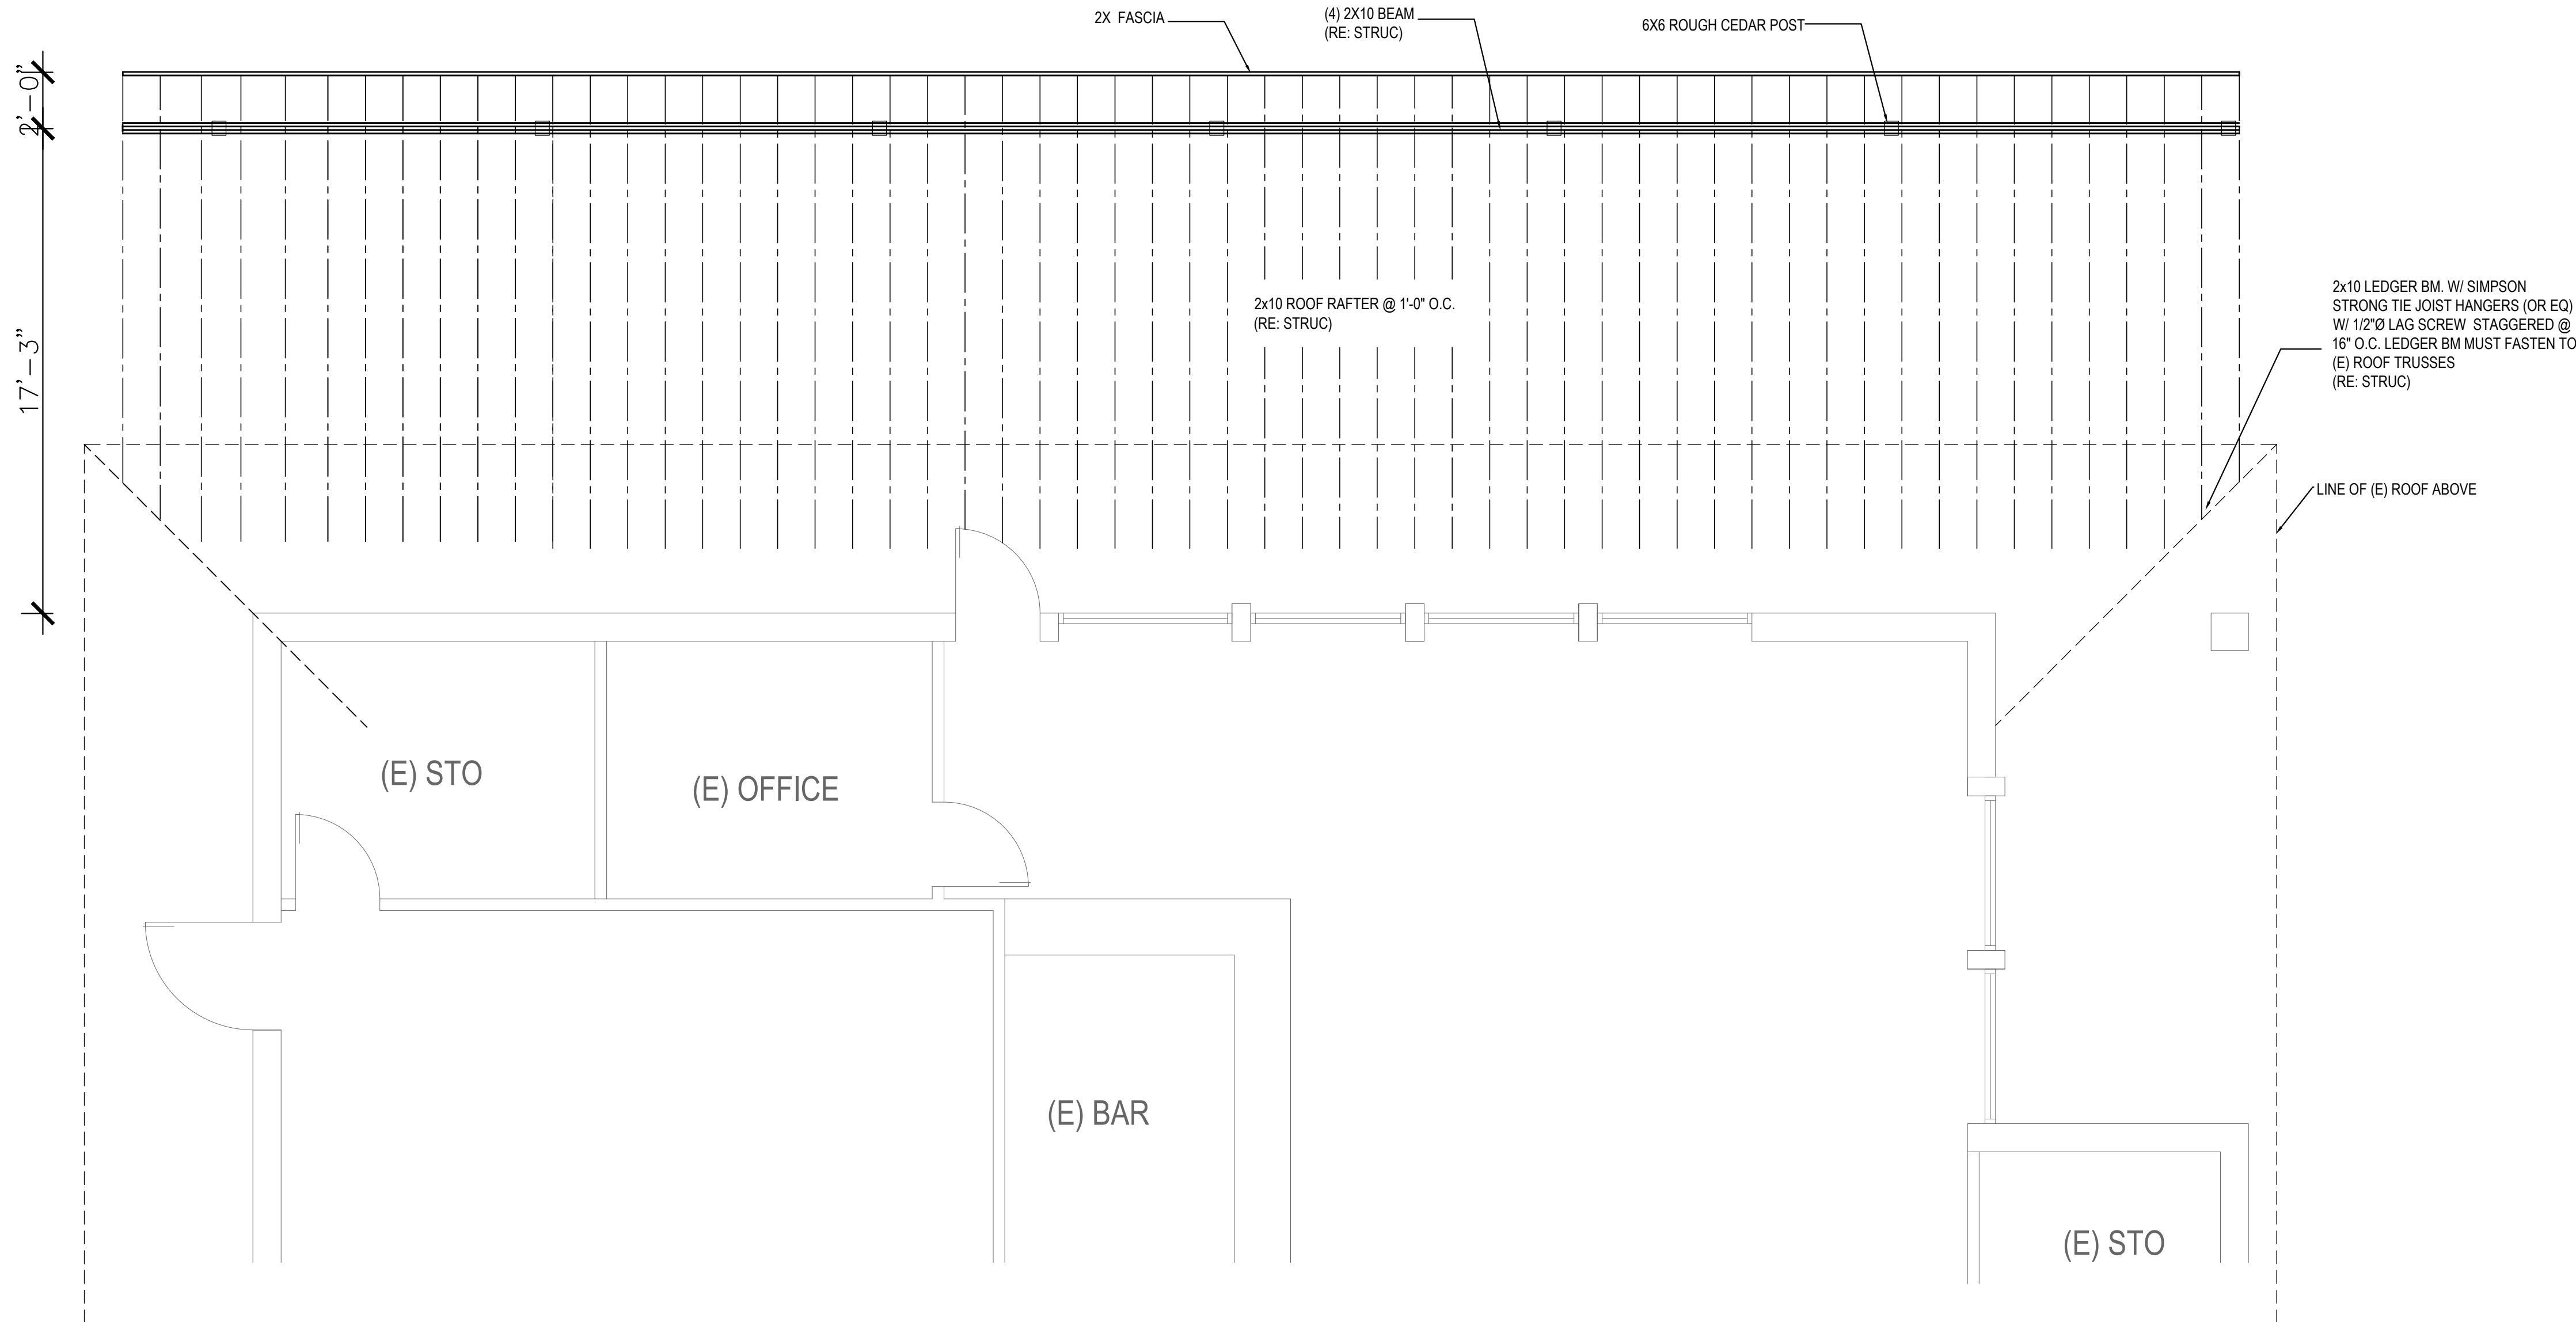 2X FASCIA
(4) 2X10 BEAM
(RE: STRUC)
6X6 ROUGH CEDAR POST
2'-0"
17'-3"
2x10 ROOF RAFTER @ 1'-0" O.C.
(RE: STRUC)
2x10 LEDGER BM. W/ SIMPSON
STRONG TIE JOIST HANGERS (OR EQ)
W/ 1/2"Ø LAG SCREW STAGGERED @
16" O.C. LEDGER BM MUST FASTEN TO
(E) ROOF TRUSSES
(RE: STRUC)
LINE OF (E) ROOF ABOVE
(E) STO
(E) OFFICE
(E) BAR
(E) STO